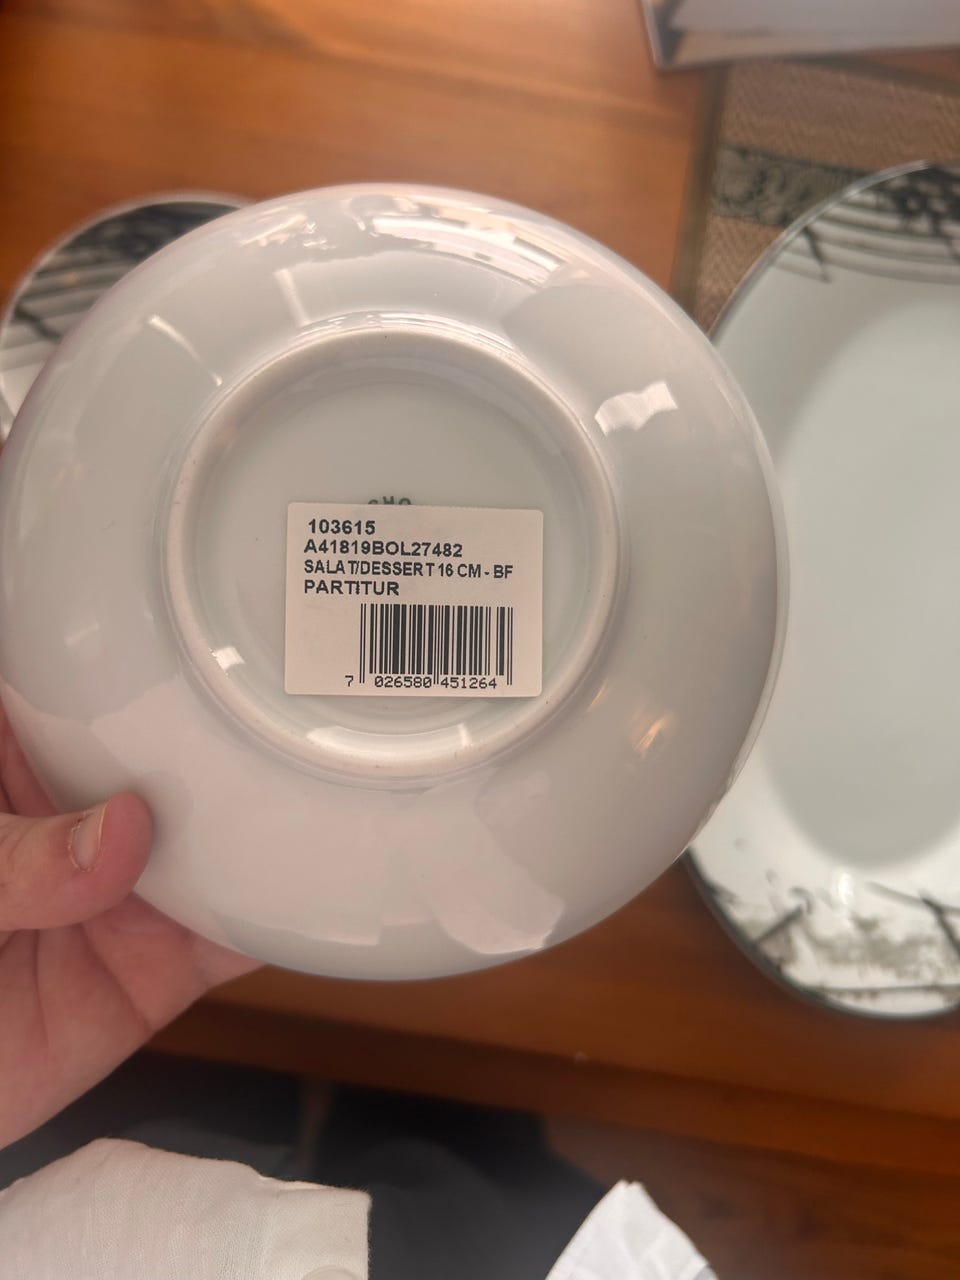 103615
A41819BOL27482
SALAT/DESSERT 16 CM - BF
PARTITUR
7 026580 451264